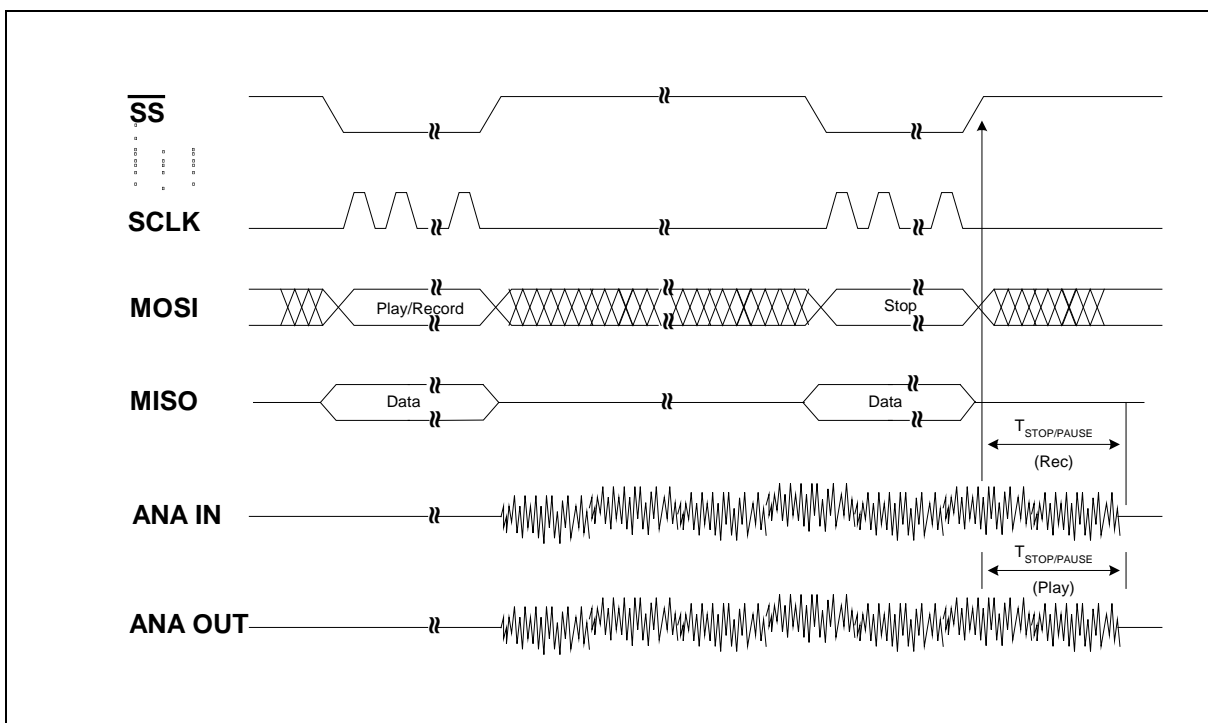 SS
SCLK
MOSI
Play/Record
Stop
MISO
Data
Data
TSTOP/PAUSE
(Rec)
ANA IN
TSTOP/PAUSE
(Play)
ANA OUT